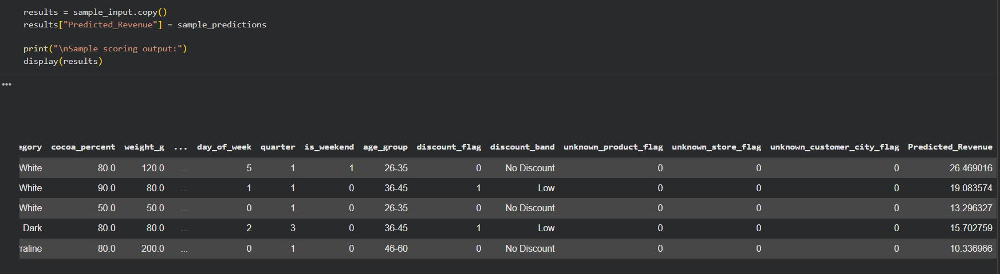 results = sample_input.copy()
results["Predicted_Revenue"] = sample_predictions
print("\nSample scoring output:")
display(results)
•••
egory cocoa_percent weight_g ... day_of_week quarter is_weekend age_group discount_flag discount_band unknown_product_flag unknown_store_flag unknown_customer_city_flag Predicted_Revenue
White 80.0 120.0 ... 5 1 1 26-35 0 No Discount 0 0 0 26.469016
White 90.0 80.0 ... 1 1 0 36-45 1 Low 0 0 0 19.083574
White 50.0 50.0 ... 0 1 0 26-35 0 No Discount 0 0 0 13.296327
Dark 80.0 80.0 ... 2 3 0 36-45 1 Low 0 0 0 15.702759
raline 80.0 200.0 ... 0 1 0 46-60 0 No Discount 0 0 0 10.336966